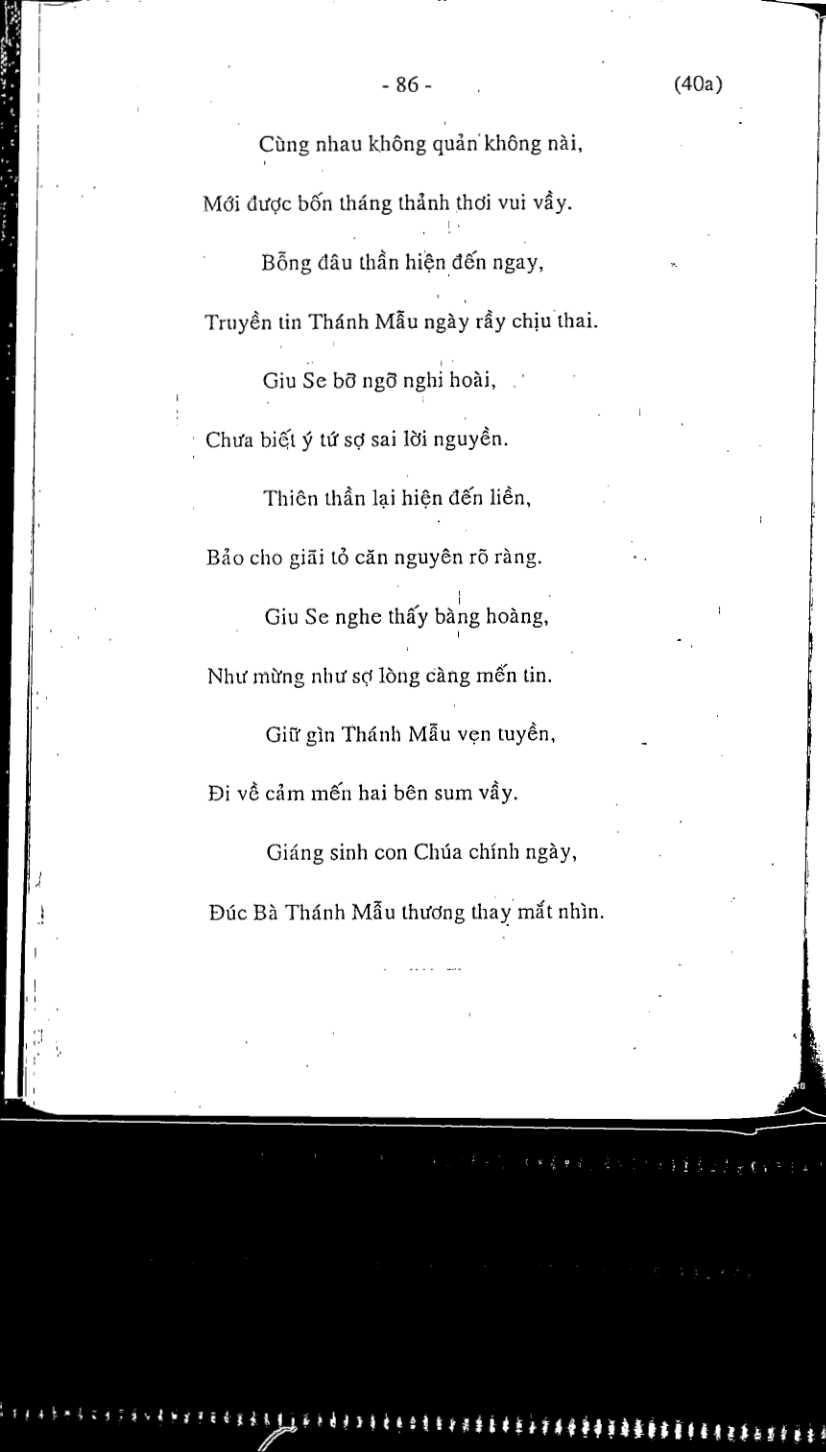 - 86 - (40a)
Cùng nhau không quản không nài,
Mới được bốn tháng thảnh thơi vui vầy.
Bỗng đâu thần hiện đến ngay,
Truyền tin Thánh Mẫu ngày rầy chịu thai.
Giu Se bỡ ngỡ nghi hoài,
Chưa biết ý tứ sợ sai lời nguyền.
Thiên thần lại hiện đến liền,
Bảo cho giãi tỏ căn nguyên rõ ràng.
Giu Se nghe thấy bàng hoàng,
Như mừng như sợ lòng càng mến tin.
Giữ gìn Thánh Mẫu vẹn tuyền,
Đi về cảm mến hai bên sum vầy.
Giáng sinh con Chúa chính ngày,
Đúc Bà Thánh Mẫu thương thay mắt nhìn.